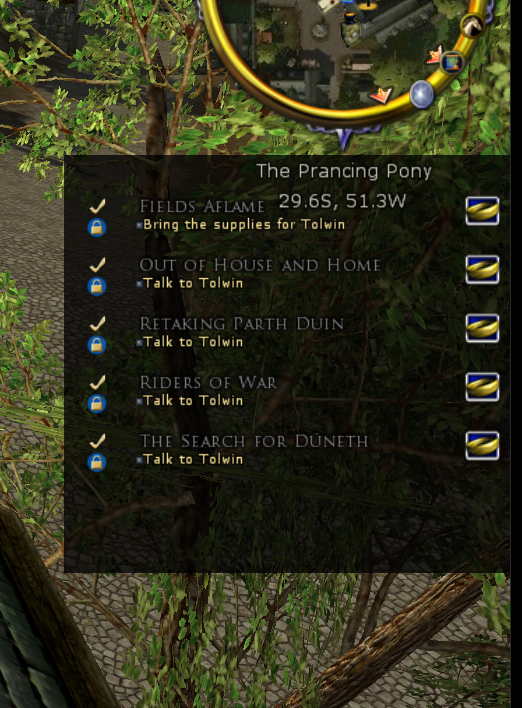 The Prancing Pony
29.6S, 51.3W
Fields Aflame
Bring the supplies for Tolwin
Out of House and Home
Talk to Tolwin
Retaking Parth Duin
Talk to Tolwin
Riders of War
Talk to Tolwin
The Search for Dúneth
Talk to Tolwin